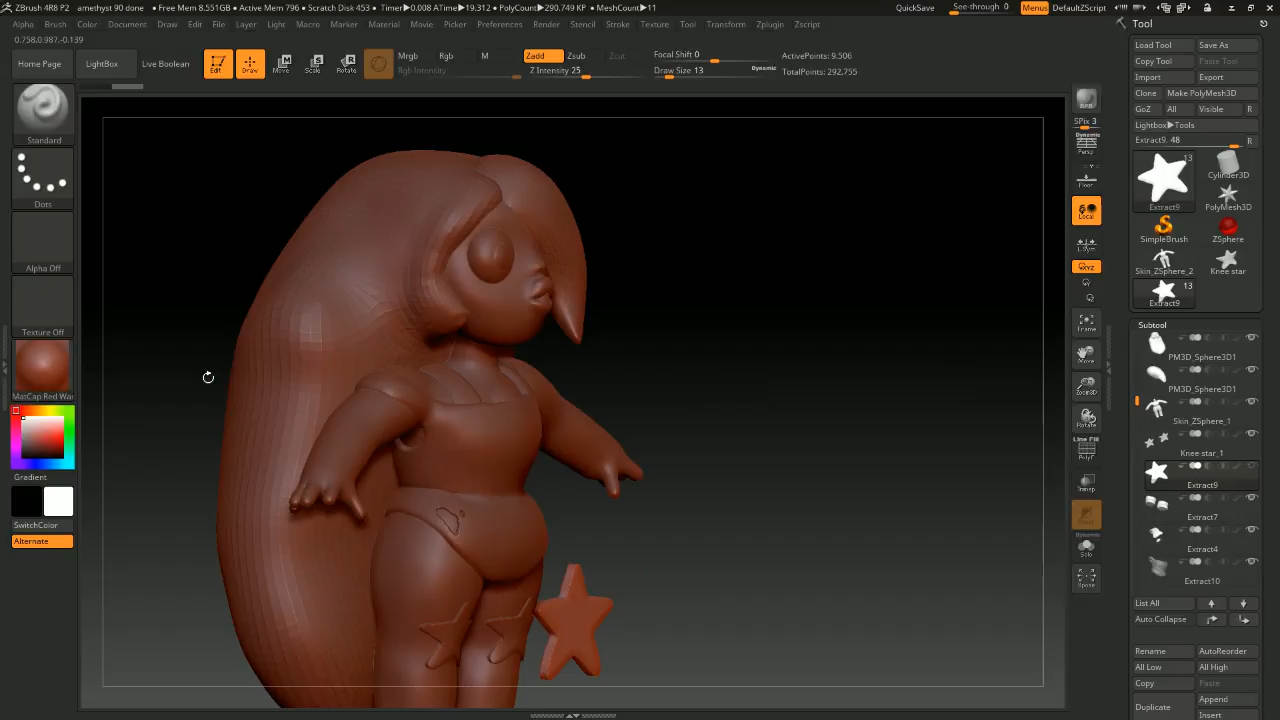 ZBrush 4R8 P2 amethyst 90 done • Free Mem 8.551GB • Active Mem 796 • Scratch Disk 453 • Timer▶0.008 ATime▶19.312 • PolyCount▶290.749 KP • MeshCount▶11 QuickSave See-through 0 Menus DefaultZScript
Alpha Brush Color Document Draw Edit File Layer Light Macro Marker Material Movie Picker Preferences Render Stencil Stroke Texture Tool Transform Zplugin Zscript
Tool
0.758,0.987,-0.139
Load Tool Save As
Copy Tool Paste Tool
Import Export
Clone Make PolyMesh3D
GoZ All Visible R
Lightbox▶Tools
Extract9. 48 R
Home Page LightBox Live Boolean
Edit Draw Move Scale Rotate
Mrgb Rgb M
Rgb Intensity
Zadd Zsub Zcut
Z Intensity 25
Focal Shift 0
Draw Size 13 Dynamic
ActivePoints: 9,506
TotalPoints: 292,755
Standard
Dots
Alpha Off
Texture Off
MatCap Red Wa
Gradient
SwitchColor
Alternate
BPR
SPix 3
Dynamic
Persp
Floor
Local
L.Sym
XYZ
Frame
Move
Zoom3D
Rotate
Line Fill
PolyF
Transp
Dynamic
Solo
Xpose
13
Extract9
Cylinder3D
PolyMesh3D
SimpleBrush
ZSphere
Skin_ZSphere_2
Knee star
13
Extract9
Subtool
PM3D_Sphere3D1
PM3D_Sphere3D1
Skin_ZSphere_1
Knee star_1
Extract9
Extract7
Extract4
Extract10
List All
Auto Collapse
Rename AutoReorder
All Low All High
Copy Paste
Duplicate Append
Insert